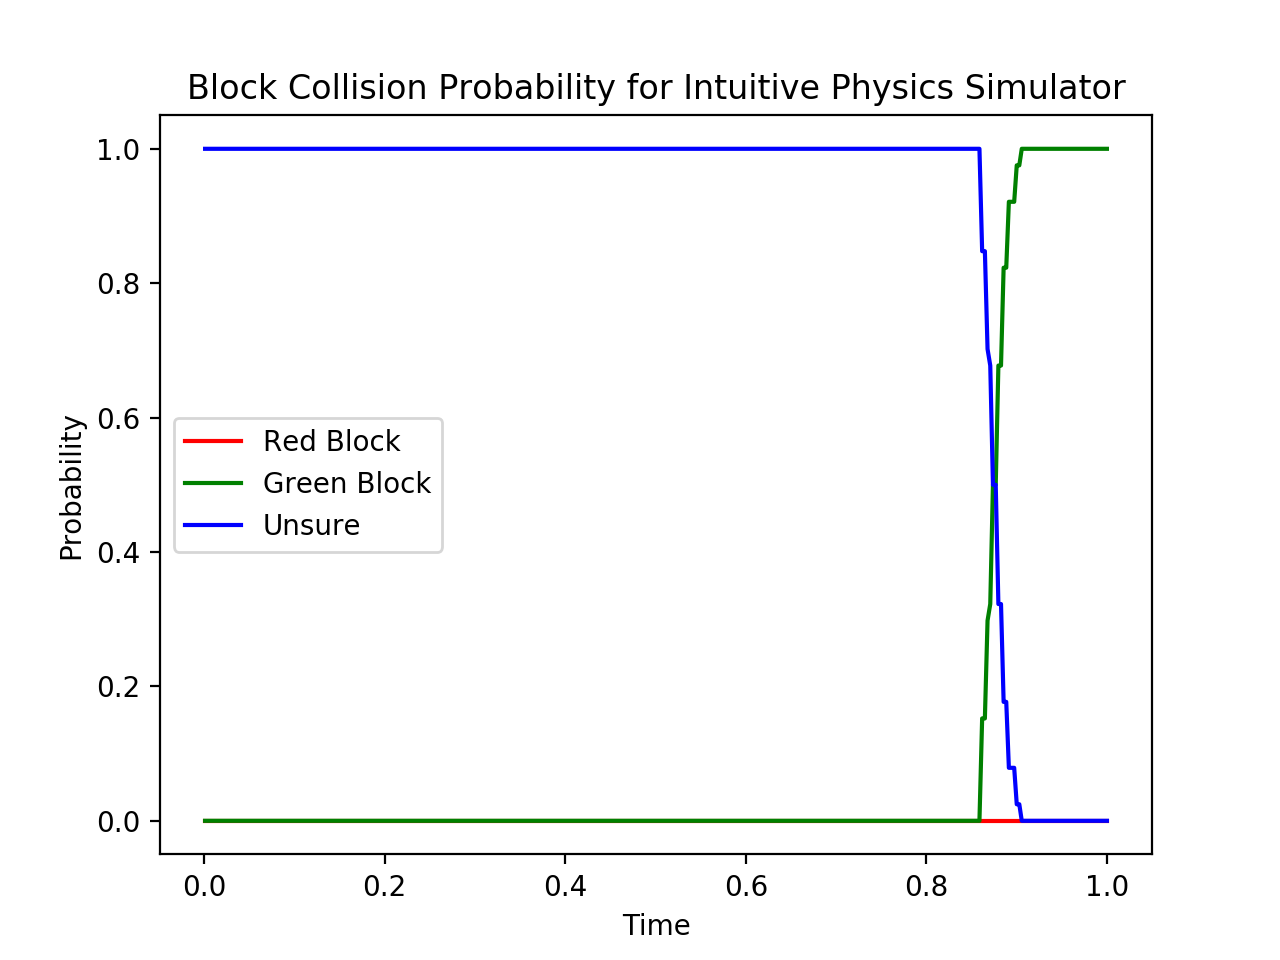 Block Collision Probability for Intuitive Physics Simulator
1.0
0.8
0.6
0.4
0.2
0.0
Probability
Red Block
Green Block
Unsure
0.0 0.2 0.4 0.6 0.8 1.0
Time